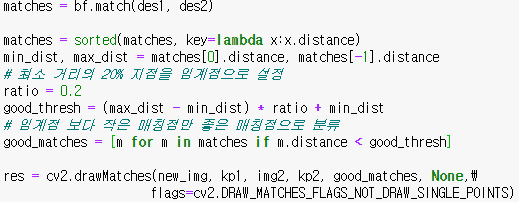 matches = bf.match(des1, des2)
matches = sorted(matches, key=lambda x:x.distance)
min_dist, max_dist = matches[0].distance, matches[-1].distance
# 최소 거리의 20% 지점을 임계점으로 설정
ratio = 0.2
good_thresh = (max_dist - min_dist) * ratio + min_dist
# 임계점 보다 작은 매칭점만 좋은 매칭점으로 분류
good_matches = [m for m in matches if m.distance < good_thresh]
res = cv2.drawMatches(new_img, kp1, img2, kp2, good_matches, None,₩
flags=cv2.DRAW_MATCHES_FLAGS_NOT_DRAW_SINGLE_POINTS)